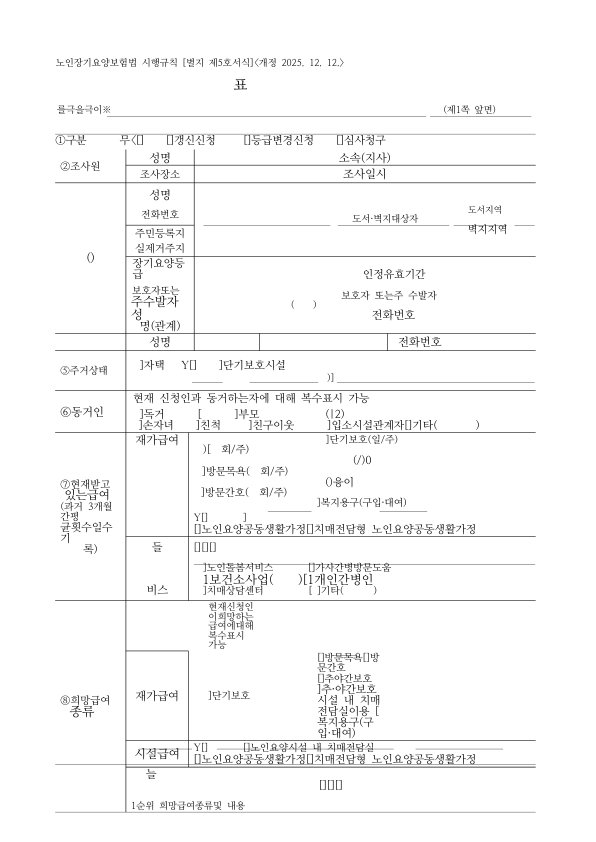 노인장기요양보험법 시행규칙 [별지 제5호서식]<개정 2025. 12. 12.>
표
를극을극이※
(제1쪽 앞면)
①구분 무<[] []갱신신청 []등급변경신청 []심사청구
②조사원 성명 소속(지사)
조사장소 조사일시
성명
전화번호 도서·벽지대상자 도서지역
벽지지역
주민등록지
실제거주지
()
장기요양등
급
인정유효기간
보호자또는
주수발자
성
명(관계)
( )
보호자 또는주 수발자
전화번호
성명 전화번호
⑤주거상태 ]자택 Y[] ]단기보호시설
)]
⑥동거인
현재 신청인과 동거하는자에 대해 복수표시 가능
]독거 [ ]부모 (|2)
]손자녀 ]친척 ]친구이웃 ]입소시설관계자[]기타( )
⑦현재받고
있는급여
(과거 3개월
간평
균횟수일수
기
록)
재가급여 ]단기보호(일/주)
)[ 회/주)
(/)0
]방문목욕( 회/주)
()융이
]방문간호( 회/주)
]복지용구(구입·대여)
Y[] ]
[]노인요양공동생활가정[]치매전담형 노인요양공동생활가정
들 [][][]
비스
]노인돌봄서비스 []가사간병방문도움
1보건소사업( )[1개인간병인
]치매상담센터 [ ]기타( )
⑧희망급여
종류
현재신청인
이희망하는
급여에대해
복수표시
가능
재가급여 ]단기보호
[]방문목욕[]방
문간호
[]주야간보호
]주·야간보호
시설 내 치매
전담실이용 [
복지용구(구
입·대여)
시설급여 Y[] []노인요양시설 내 치매전담실
[]노인요양공동생활가정[]치매전담형 노인요양공동생활가정
늘
[][][]
1순위 희망급여종류및 내용